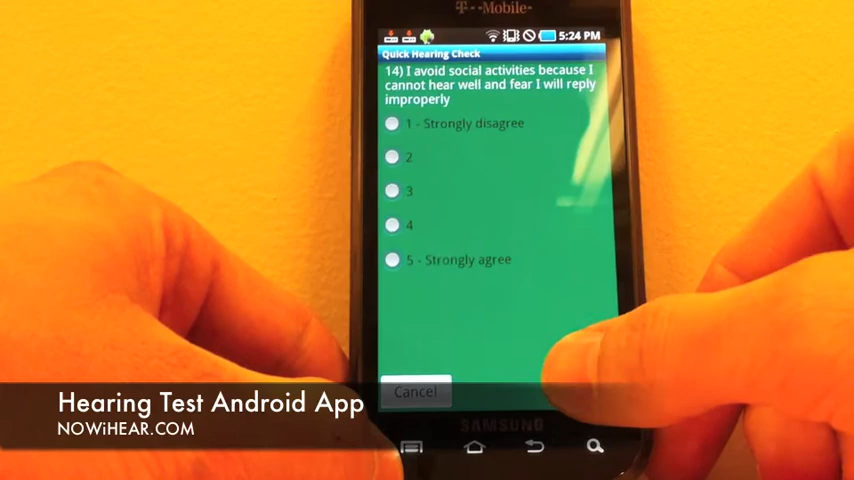 T-Mobile-
5:24 PM
Quick Hearing Check
14) I avoid social activities because I
cannot hear well and fear I will reply
improperly
1 - Strongly disagree
2
3
4
5 - Strongly agree
Cancel
Hearing Test Android App
NOWiHEAR.COM
SAMSUNG